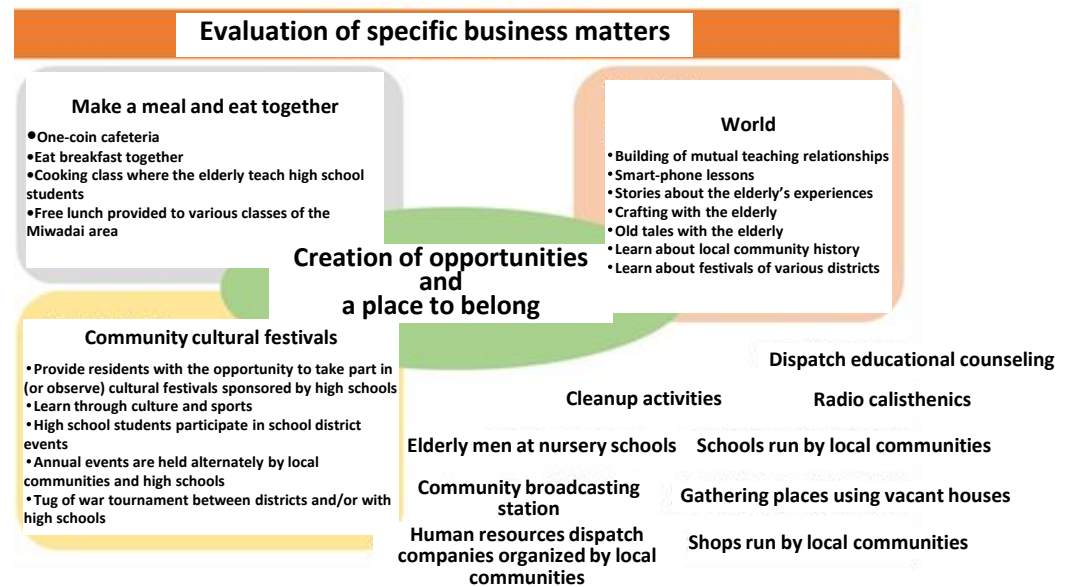 Evaluation of specific business matters
Make a meal and eat together
•One-coin cafeteria
•Eat breakfast together
•Cooking class where the elderly teach high school
students
•Free lunch provided to various classes of the
Miwadai area
World
•Building of mutual teaching relationships
•Smart-phone lessons
•Stories about the elderly’s experiences
•Crafting with the elderly
•Old tales with the elderly
•Learn about local community history
•Learn about festivals of various districts
Creation of opportunities
and
a place to belong
Community cultural festivals
•Provide residents with the opportunity to take part in
(or observe) cultural festivals sponsored by high schools
•Learn through culture and sports
•High school students participate in school district
events
•Annual events are held alternately by local
communities and high schools
•Tug of war tournament between districts and/or with
high schools
Dispatch educational counseling
Cleanup activities
Radio calisthenics
Elderly men at nursery schools
Schools run by local communities
Community broadcasting
station
Gathering places using vacant houses
Human resources dispatch
companies organized by local
communities
Shops run by local communities